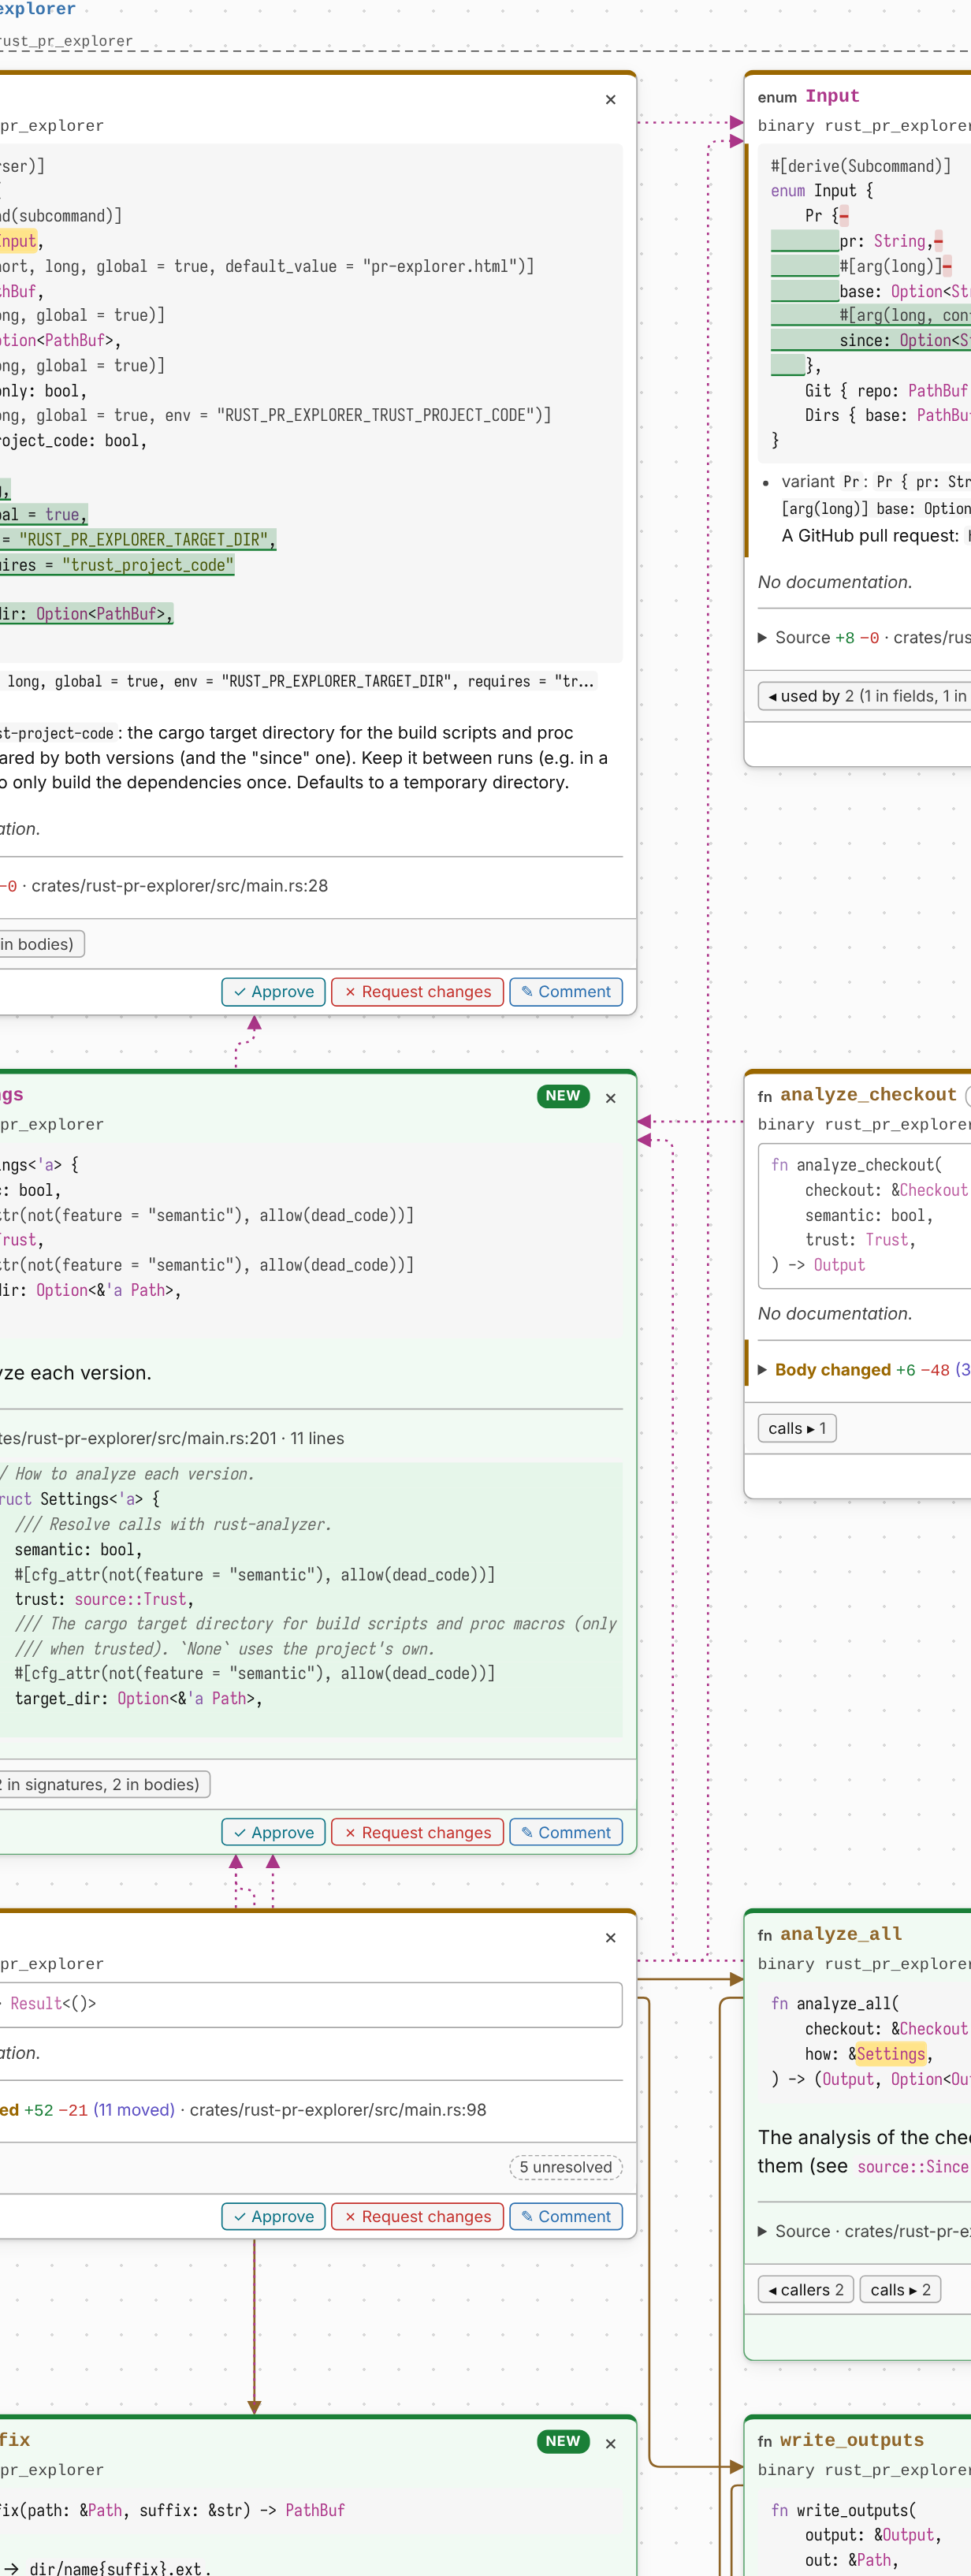 explorer
rust_pr_explorer
×
pr_explorer
rser)]
{
nd(subcommand)]
Input,
hort, long, global = true, default_value = "pr-explorer.html")]
thBuf,
ong, global = true)]
ption<PathBuf>,
ong, global = true)]
only: bool,
ong, global = true, env = "RUST_PR_EXPLORER_TRUST_PROJECT_CODE")]
roject_code: bool,
g,
bal = true,
= "RUST_PR_EXPLORER_TARGET_DIR",
uires = "trust_project_code"
dir: Option<PathBuf>,
long, global = true, env = "RUST_PR_EXPLORER_TARGET_DIR", requires = "tr...
st-project-code: the cargo target directory for the build scripts and proc
ared by both versions (and the "since" one). Keep it between runs (e.g. in a
o only build the dependencies once. Defaults to a temporary directory.
ation.
−0 · crates/rust-pr-explorer/src/main.rs:28
in bodies)
✓ Approve × Request changes ✎ Comment
enum Input
binary rust_pr_explorer
#[derive(Subcommand)]
enum Input {
Pr {−
pr: String,−
#[arg(long)]−
base: Option<Str
#[arg(long, con
since: Option<S
},
Git { repo: PathBuf
Dirs { base: PathBu
}
• variant Pr: Pr { pr: Str
[arg(long)] base: Option
A GitHub pull request:
No documentation.
▶ Source +8 −0 · crates/rus
◂ used by 2 (1 in fields, 1 in
ngs NEW ×
pr_explorer
ings<'a> {
c: bool,
ttr(not(feature = "semantic"), allow(dead_code))]
Trust,
ttr(not(feature = "semantic"), allow(dead_code))]
dir: Option<&'a Path>,
yze each version.
tes/rust-pr-explorer/src/main.rs:201 · 11 lines
/ How to analyze each version.
ruct Settings<'a> {
/// Resolve calls with rust-analyzer.
semantic: bool,
#[cfg_attr(not(feature = "semantic"), allow(dead_code))]
trust: source::Trust,
/// The cargo target directory for build scripts and proc macros (only
/// when trusted). `None` uses the project's own.
#[cfg_attr(not(feature = "semantic"), allow(dead_code))]
target_dir: Option<&'a Path>,
2 in signatures, 2 in bodies)
✓ Approve × Request changes ✎ Comment
fn analyze_checkout
binary rust_pr_explorer
fn analyze_checkout(
checkout: &Checkout
semantic: bool,
trust: Trust,
) -> Output
No documentation.
▶ Body changed +6 −48 (3
calls ▸ 1
×
pr_explorer
Result<()>
ation.
ed +52 −21 (11 moved) · crates/rust-pr-explorer/src/main.rs:98
5 unresolved
✓ Approve × Request changes ✎ Comment
fn analyze_all
binary rust_pr_explorer
fn analyze_all(
checkout: &Checkout
how: &Settings,
) -> (Output, Option<Ou
The analysis of the chec
them (see source::Since
▶ Source · crates/rust-pr-e
◂ callers 2 calls ▸ 2
fix NEW ×
pr_explorer
fix(path: &Path, suffix: &str) -> PathBuf
→ dir/name{suffix}.ext.
fn write_outputs
binary rust_pr_explorer
fn write_outputs(
output: &Output,
out: &Path,